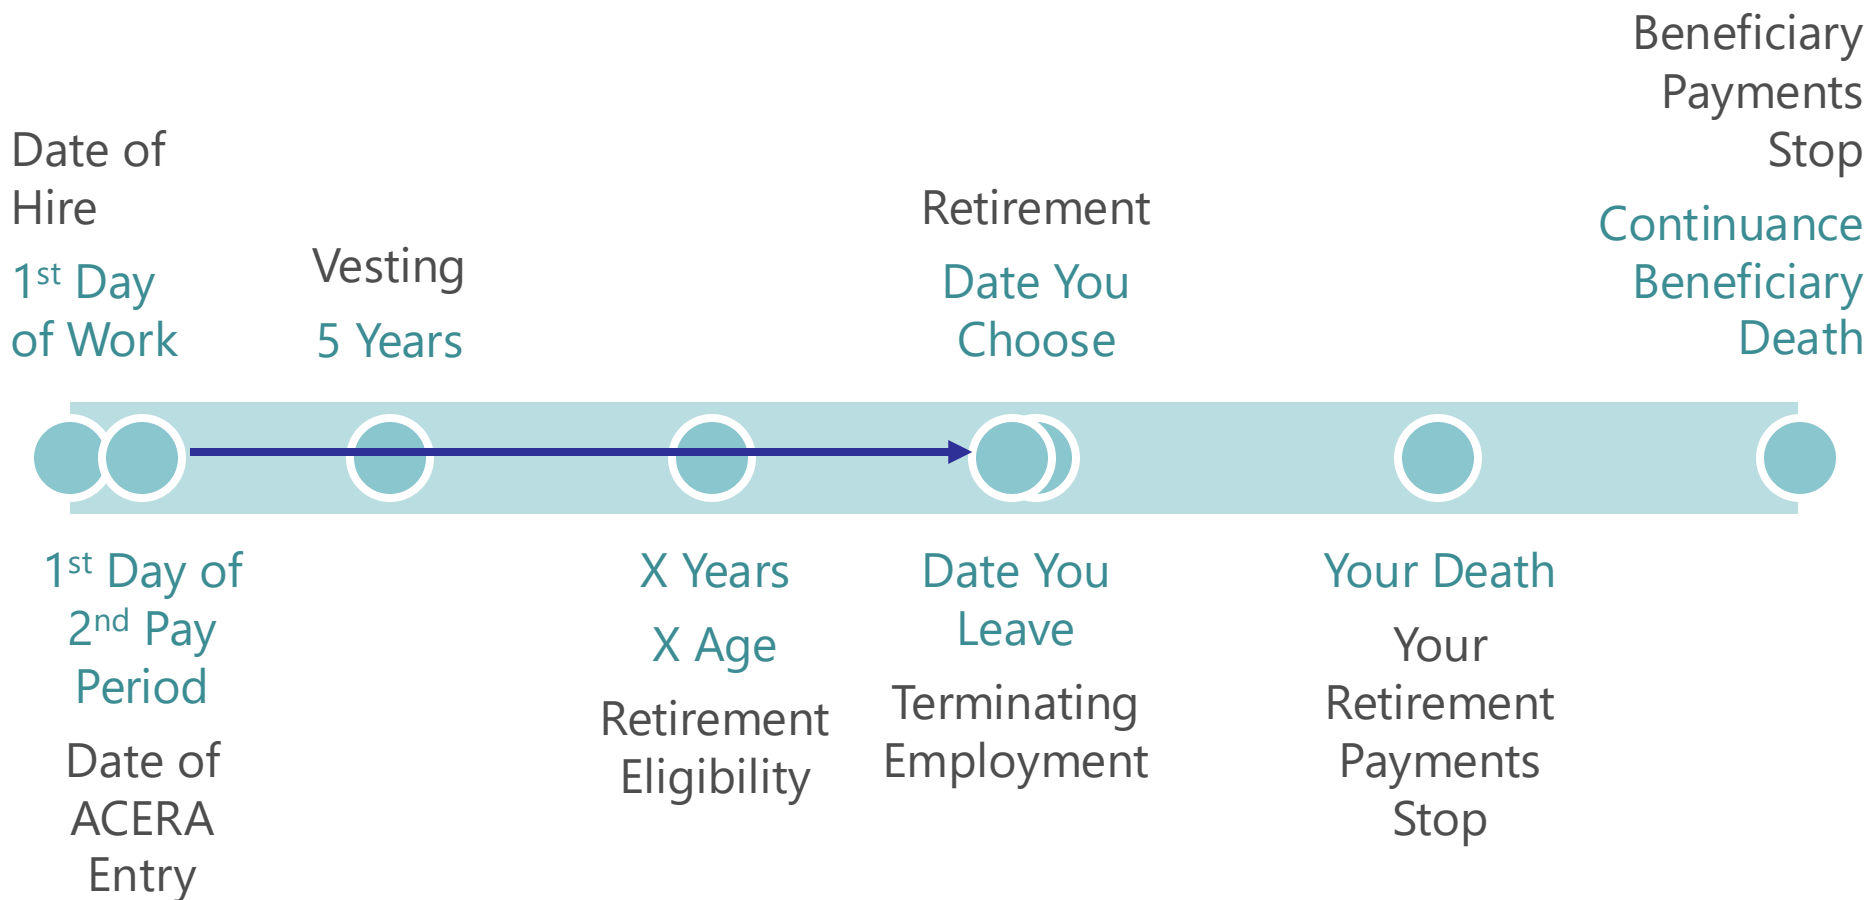 Date of
Hire
1st Day
of Work
Vesting
5 Years
Retirement
Date You
Choose
Beneficiary
Payments
Stop
Continuance
Beneficiary
Death
1st Day of
2nd Pay
Period
Date of
ACERA
Entry
X Years
X Age
Retirement
Eligibility
Date You
Leave
Terminating
Employment
Your Death
Your
Retirement
Payments
Stop